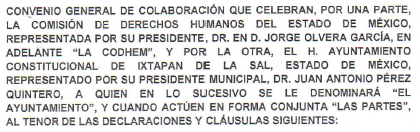 CONVENIO GENERAL DE COLABORACIÓN QUE CELEBRAN, POR UNA PARTE,
LA COMISIÓN DE DERECHOS HUMANOS DEL ESTADO DE MÉXICO,
REPRESENTADA POR SU PRESIDENTE, DR. EN D. JORGE OLVERA GARCÍA, EN
ADELANTE "LA CODHEM", Y POR LA OTRA, EL H. AYUNTAMIENTO
CONSTITUCIONAL DE IXTAPAN DE LA SAL, ESTADO DE MÉXICO,
REPRESENTADO POR SU PRESIDENTE MUNICIPAL, DR. JUAN ANTONIO PÉREZ
QUINTERO, A QUIEN EN LO SUCESIVO SE LE DENOMINARÁ "EL
AYUNTAMIENTO", Y CUANDO ACTÚEN EN FORMA CONJUNTA "LAS PARTES",
AL TENOR DE LAS DECLARACIONES Y CLÁUSULAS SIGUIENTES: